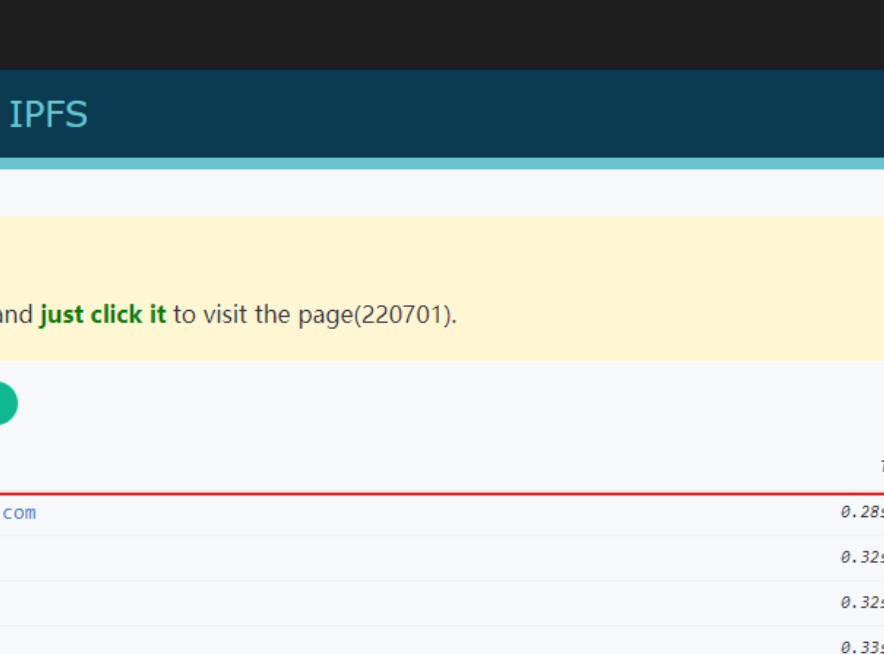 IPFS
and just click it to visit the page(220701).
com 0.28s
0.32s
0.32s
0.33s